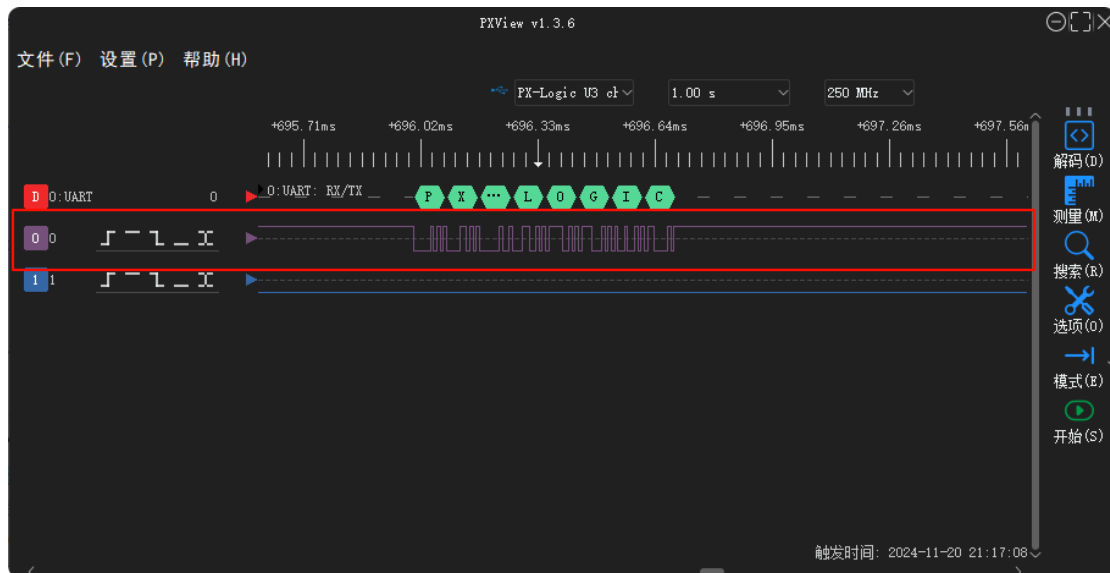 PXView v1.3.6
文件(F) 设置(P) 帮助(H)
PX-Logic U3 ch 1.00 s 250 MHz
+695.71ms +696.02ms +696.33ms +696.64ms +696.95ms +697.26ms +697.56m
解码(D)
D 0:UART 0 0:UART: RX/TX P X ... L O G I C
测量(M)
0 0
搜索(R)
1 1
选项(O)
模式(E)
开始(S)
触发时间: 2024-11-20 21:17:08